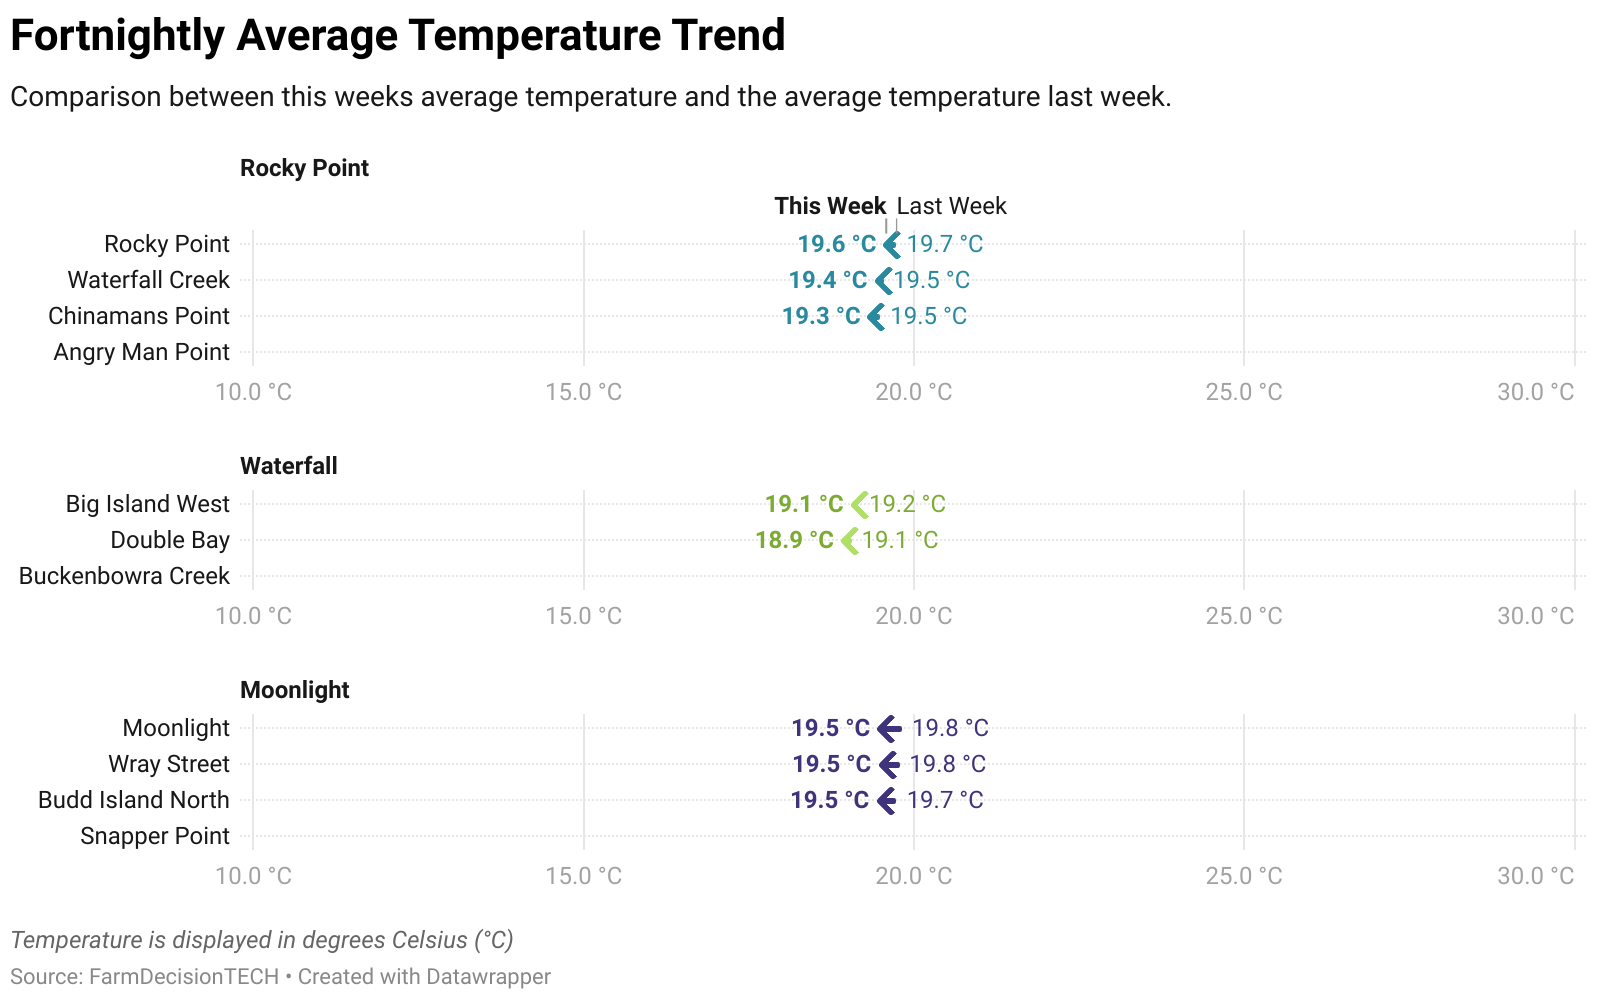 Fortnightly Average Temperature Trend
Comparison between this weeks average temperature and the average temperature last week.
Rocky Point
This Week Last Week
Rocky Point 19.6 °C 19.7 °C
Waterfall Creek 19.4 °C 19.5 °C
Chinamans Point 19.3 °C 19.5 °C
Angry Man Point
10.0 °C 15.0 °C 20.0 °C 25.0 °C 30.0 °C
Waterfall
Big Island West 19.1 °C 19.2 °C
Double Bay 18.9 °C 19.1 °C
Buckenbowra Creek
10.0 °C 15.0 °C 20.0 °C 25.0 °C 30.0 °C
Moonlight
Moonlight 19.5 °C 19.8 °C
Wray Street 19.5 °C 19.8 °C
Budd Island North 19.5 °C 19.7 °C
Snapper Point
10.0 °C 15.0 °C 20.0 °C 25.0 °C 30.0 °C
Temperature is displayed in degrees Celsius (°C)
Source: FarmDecisionTECH • Created with Datawrapper